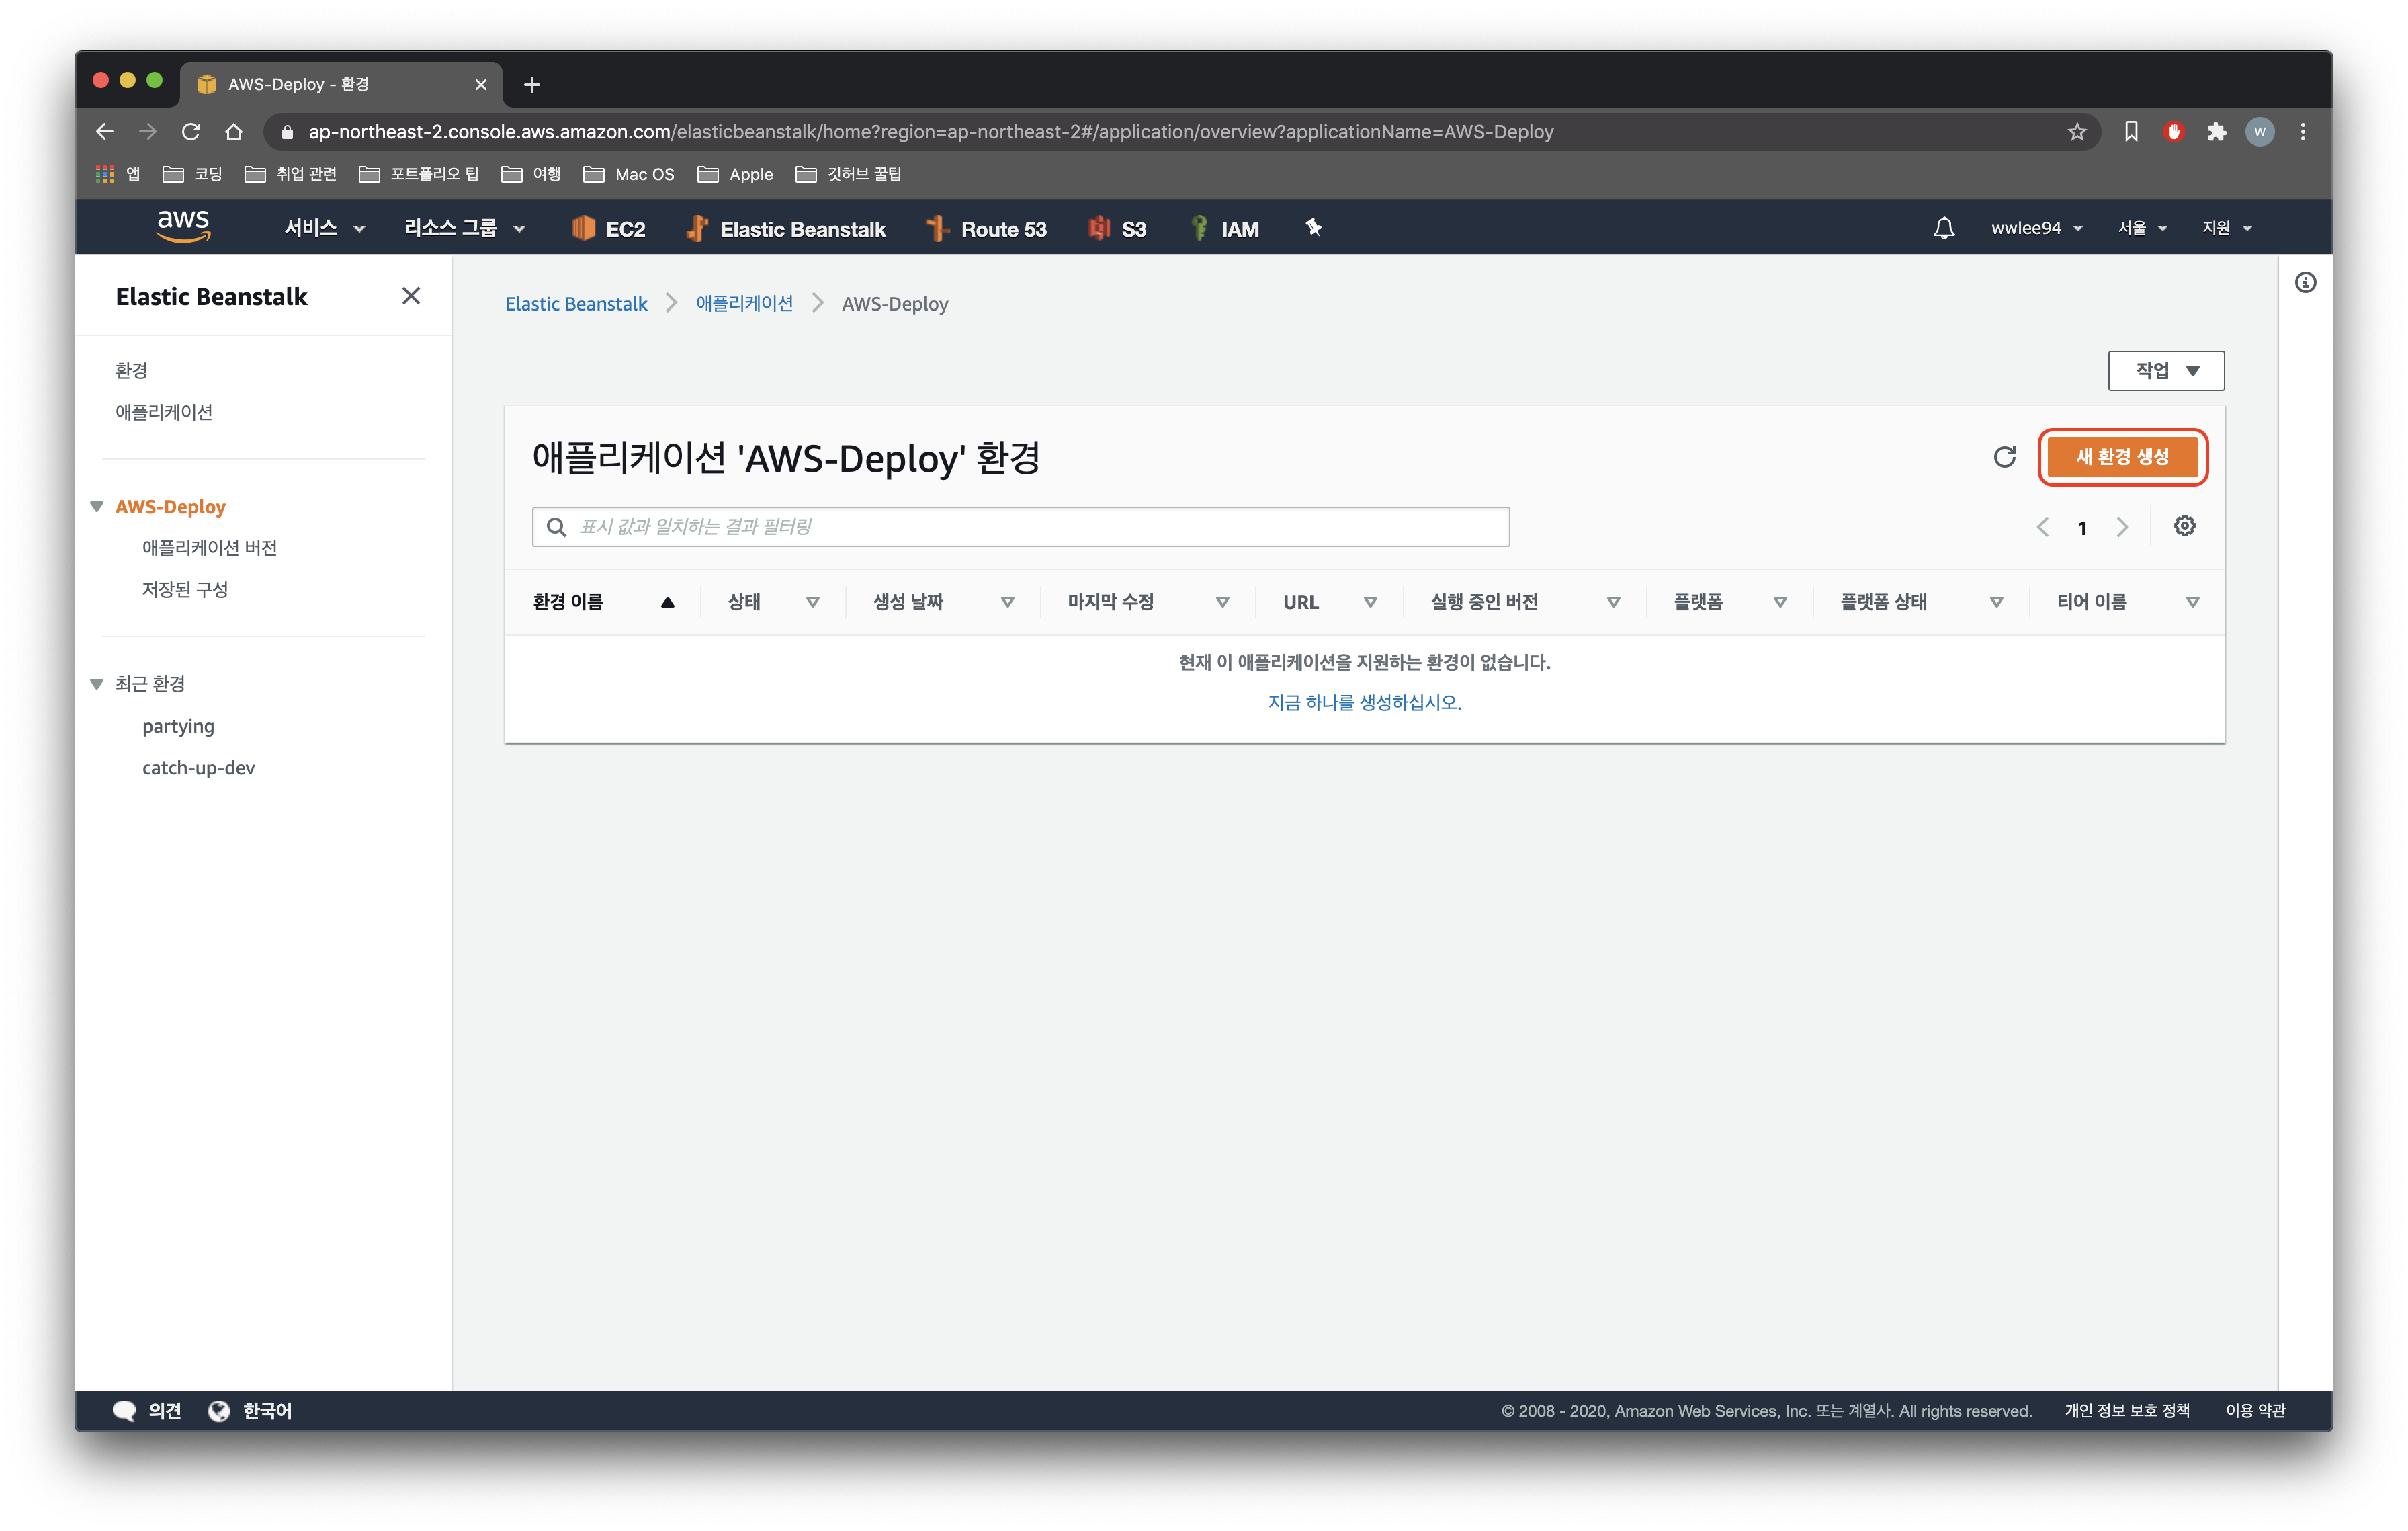 AWS-Deploy - 환경
ap-northeast-2.console.aws.amazon.com/elasticbeanstalk/home?region=ap-northeast-2#/application/overview?applicationName=AWS-Deploy
W
앱 코딩 취업 관련 포트폴리오 팁 여행 Mac OS Apple 깃허브 꿀팁
aws 서비스 리소스 그룹 EC2 Elastic Beanstalk Route 53 S3 IAM wwlee94 서울 지원
Elastic Beanstalk
환경
애플리케이션
AWS-Deploy
애플리케이션 버전
저장된 구성
최근 환경
partying
catch-up-dev
Elastic Beanstalk 애플리케이션 AWS-Deploy
작업
애플리케이션 'AWS-Deploy' 환경
새 환경 생성
표시 값과 일치하는 결과 필터링
1
환경 이름 상태 생성 날짜 마지막 수정 URL 실행 중인 버전 플랫폼 플랫폼 상태 티어 이름
현재 이 애플리케이션을 지원하는 환경이 없습니다.
지금 하나를 생성하십시오.
의견 한국어 © 2008 - 2020, Amazon Web Services, Inc. 또는 계열사. All rights reserved. 개인 정보 보호 정책 이용 약관